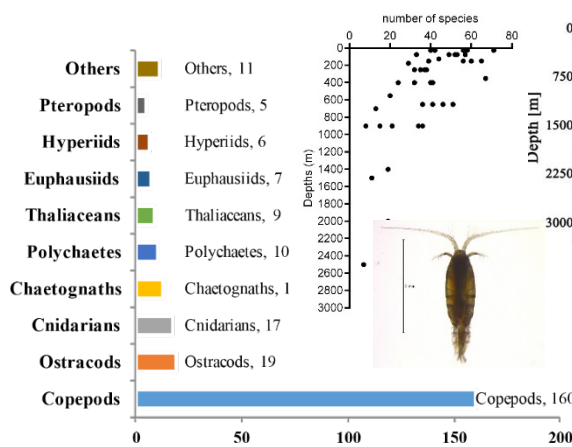 number of species
0 20 40 60 80
0
200
400
600
800
1000
1200
1400
1600
1800
2000
2200
2400
2600
2800
3000
Depths (m)
0
750
1500
2250
3000
Depth [m]
Others
Others, 11
Pteropods
Pteropods, 5
Hyperiids
Hyperiids, 6
Euphausiids
Euphausiids, 7
Thaliaceans
Thaliaceans, 9
Polychaetes
Polychaetes, 10
Chaetognaths
Chaetognaths, 1
Cnidarians
Cnidarians, 17
Ostracods
Ostracods, 19
Copepods
Copepods, 160
0 50 100 150 200